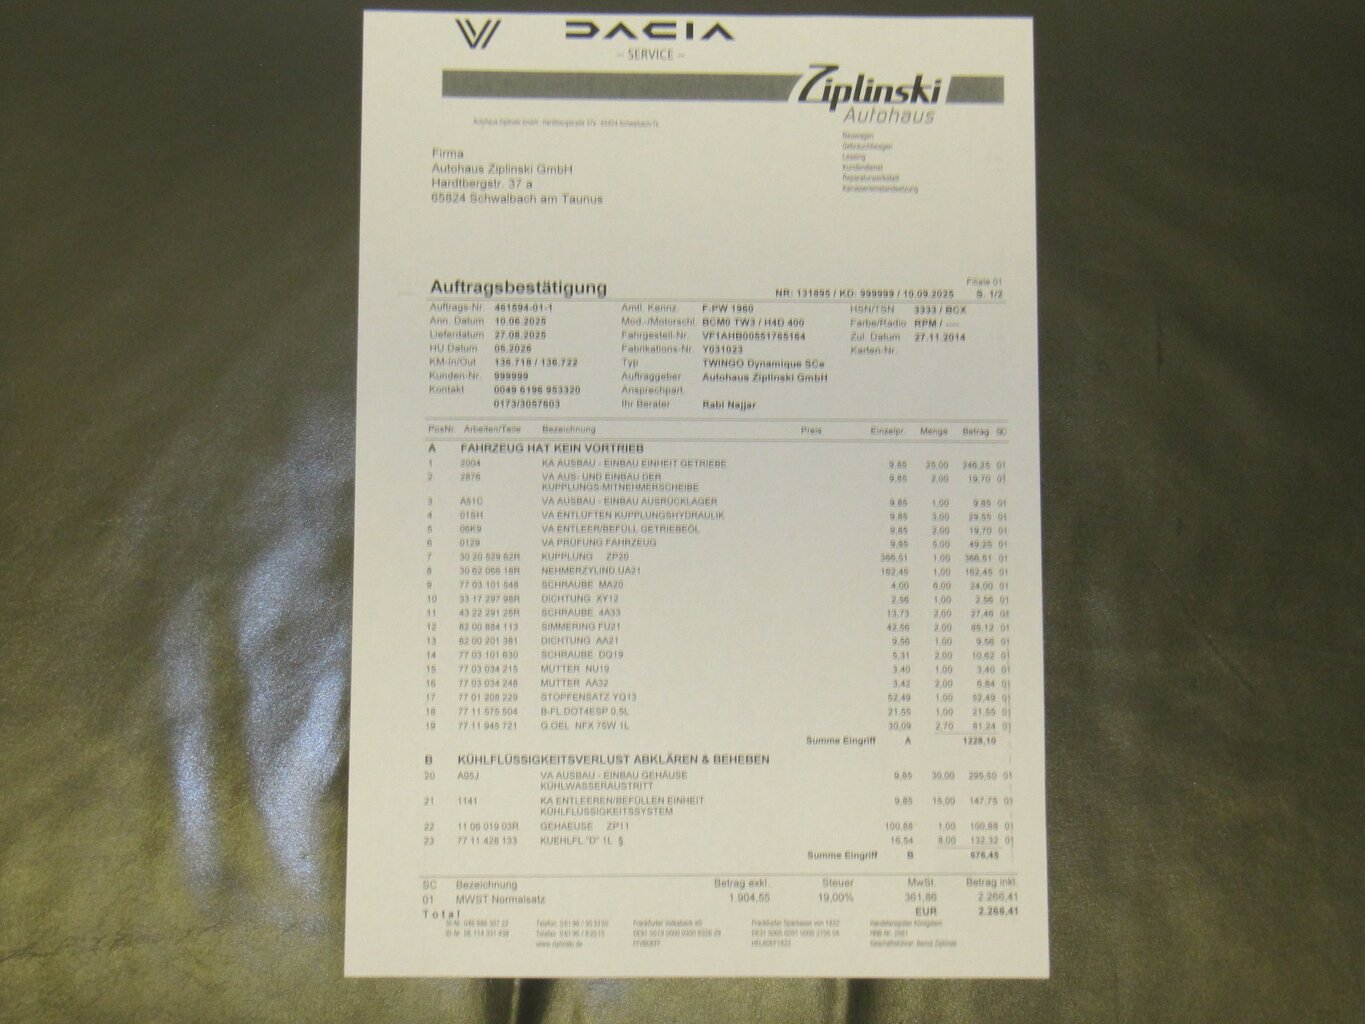 DACIA
– SERVICE –
Ziplinski
Autohaus
Neuwagen
Gebrauchtwagen
Leasing
Kundendienst
Reparaturwerkstatt
Karosserieinstandsetzung
Firma
Autohaus Ziplinski GmbH
Hardtbergstr. 37 a
65824 Schwalbach am Taunus
Filiale 01
Auftragsbestätigung NR: 131895 / KD: 999999 / 10.09.2025 S. 1/2
Auftrags-Nr. 461594-01-1 Amtl. Kennz. F-PW 1960 HSN/TSN 3333 / BCX
Ann. Datum 10.06.2025 Mod.-/Motorschl. BCM0 TW3 / H4D 400 Farbe/Radio RPM / ----
Lieferdatum 27.08.2025 Fahrgestell-Nr. VF1AHB00551765164 Zul. Datum 27.11.2014
HU Datum 05.2026 Fabrikations-Nr. Y031023 Karten-Nr.
KM-In/Out 136.718 / 136.722 Typ TWINGO Dynamique SCe
Kunden-Nr. 999999 Auftraggeber Autohaus Ziplinski GmbH
Kontakt 0049 6196 953320 Ansprechpart.
0173/3057603 Ihr Berater Rabi Najjar
PosNr. Arbeiten/Teile Bezeichnung Preis Einzelpr. Menge Betrag SC
A FAHRZEUG HAT KEIN VORTRIEB
1 2004 KA AUSBAU - EINBAU EINHEIT GETRIEBE 9,85 25,00 246,25 01
2 2876 VA AUS- UND EINBAU DER 9,85 2,00 19,70 01
KUPPLUNGS-MITNEHMERSCHEIBE
3 A61C VA AUSBAU - EINBAU AUSRÜCKLAGER 9,85 1,00 9,85 01
4 01SH VA ENTLÜFTEN KUPPLUNGSHYDRAULIK 9,85 3,00 29,55 01
5 06K9 VA ENTLEER/BEFÜLL GETRIEBEÖL 9,85 2,00 19,70 01
6 0129 VA PRÜFUNG FAHRZEUG 9,85 5,00 49,25 01
7 30 20 529 62R KUPPLUNG ZP20 366,51 1,00 366,51 01
8 30 62 066 18R NEHMERZYLIND UA21 162,45 1,00 162,45 01
9 77 03 101 548 SCHRAUBE MA20 4,00 6,00 24,00 01
10 33 17 297 98R DICHTUNG XY12 2,56 1,00 2,56 01
11 43 22 291 25R SCHRAUBE 4A33 13,73 2,00 27,46 01
12 82 00 884 113 SIMMERING FU21 42,56 2,00 85,12 01
13 82 00 201 381 DICHTUNG AA21 9,56 1,00 9,56 01
14 77 03 101 630 SCHRAUBE DQ19 5,31 2,00 10,62 01
15 77 03 034 215 MUTTER NU19 3,40 1,00 3,40 01
16 77 03 034 248 MUTTER AA32 3,42 2,00 6,84 01
17 77 01 208 229 STOPFENSATZ YQ13 52,49 1,00 52,49 01
18 77 11 575 504 B-FL.DOT4ESP 0,5L 21,55 1,00 21,55 01
19 77 11 945 721 G.OEL NFX 75W 1L 30,09 2,70 81,24 01
Summe Eingriff A 1228,10
B KÜHLFLÜSSIGKEITSVERLUST ABKLÄREN & BEHEBEN
20 A05J VA AUSBAU - EINBAU GEHÄUSE 9,85 30,00 295,50 01
KÜHLWASSERAUSTRITT
21 1141 KA ENTLEEREN/BEFÜLLEN EINHEIT 9,85 15,00 147,75 01
KÜHLFLÜSSIGKEITSSYSTEM
22 11 06 019 03R GEHAEUSE ZP11 100,88 1,00 100,88 01
23 77 11 428 133 KUEHLFL "D" 1L § 16,54 8,00 132,32 01
Summe Eingriff B 676,45
SC Bezeichnung Betrag exkl. Steuer MwSt. Betrag inkl.
01 MWST Normalsatz 1.904,55 19,00% 361,86 2.266,41
Total EUR 2.266,41
Frankfurter Volksbank eG Frankfurter Sparkasse von 1822 Handelsregister Königstein
www.ziplinski.de